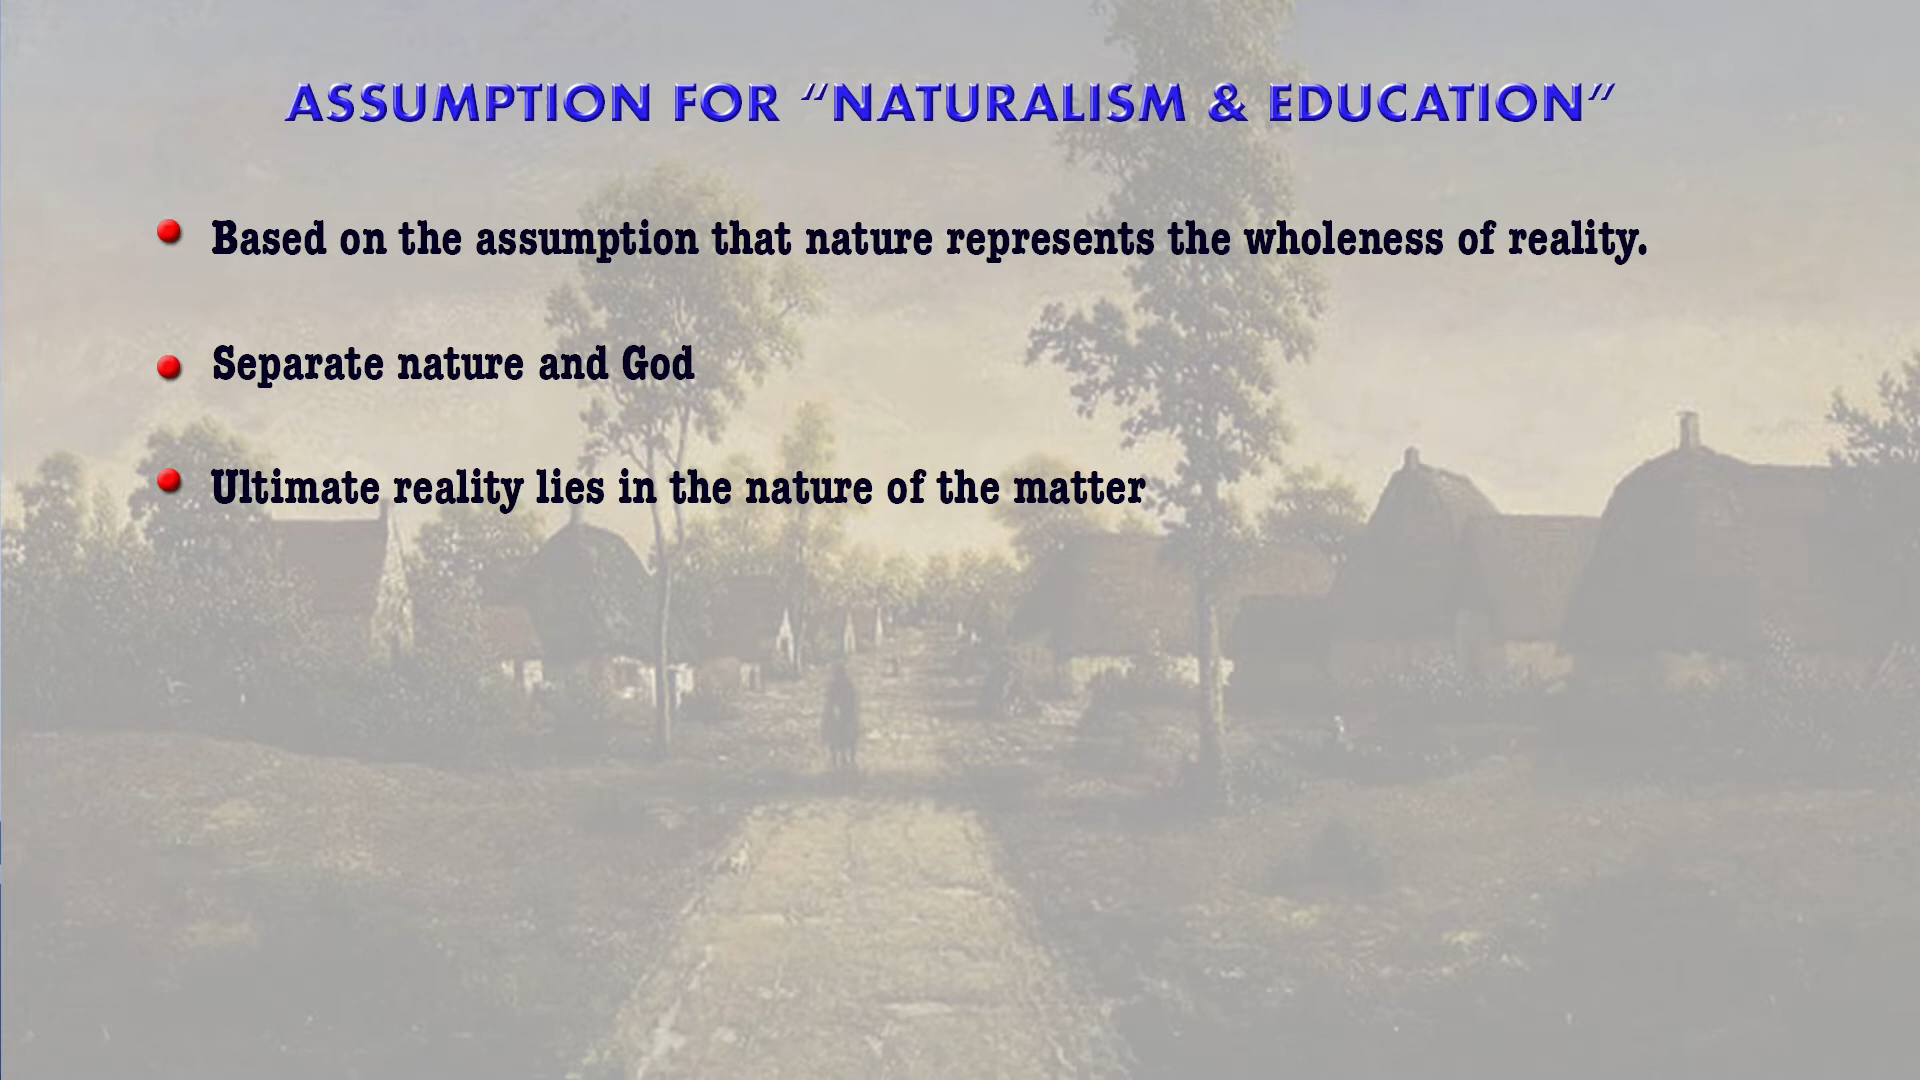 ASSUMPTION FOR “NATURALISM & EDUCATION”
Based on the assumption that nature represents the wholeness of reality.
Separate nature and God
Ultimate reality lies in the nature of the matter